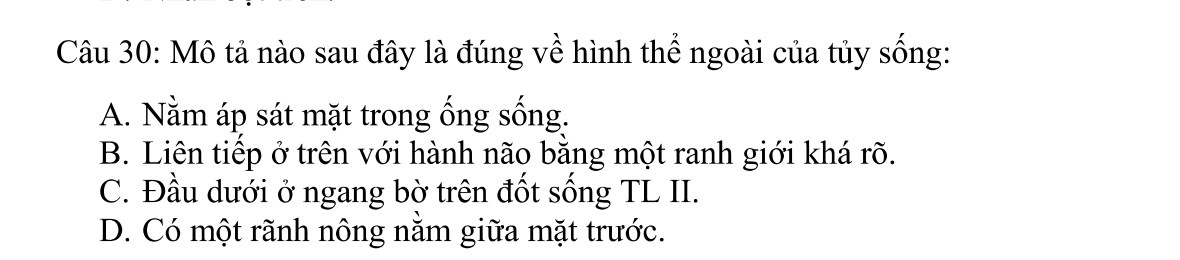 Câu 30: Mô tả nào sau đây là đúng về hình thể ngoài của tủy sống:
A. Nằm áp sát mặt trong ống sống.
B. Liên tiếp ở trên với hành não bằng một ranh giới khá rõ.
C. Đầu dưới ở ngang bờ trên đốt sống TL II.
D. Có một rãnh nông nằm giữa mặt trước.